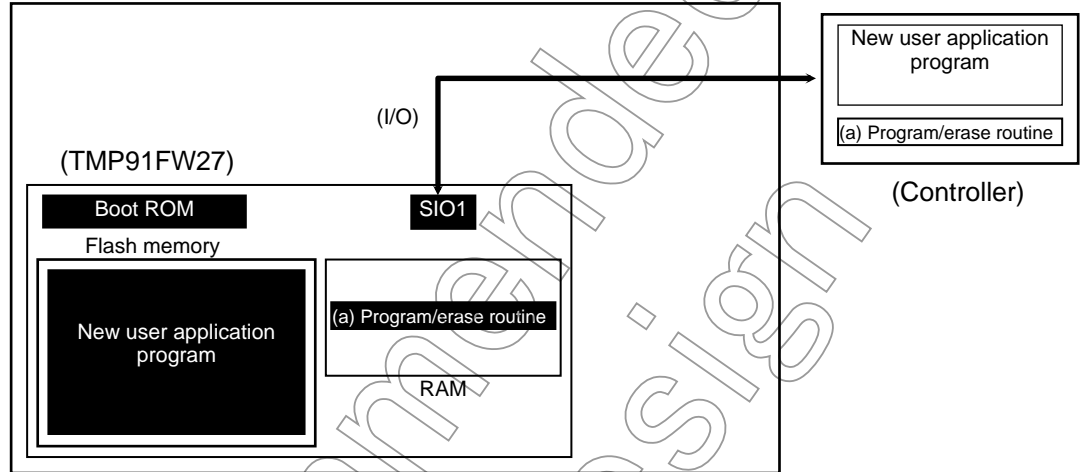 New user application
program
(a) Program/erase routine
(Controller)
(I/O)
(TMP91FW27)
Boot ROM
SIO1
Flash memory
New user application
program
(a) Program/erase routine
RAM